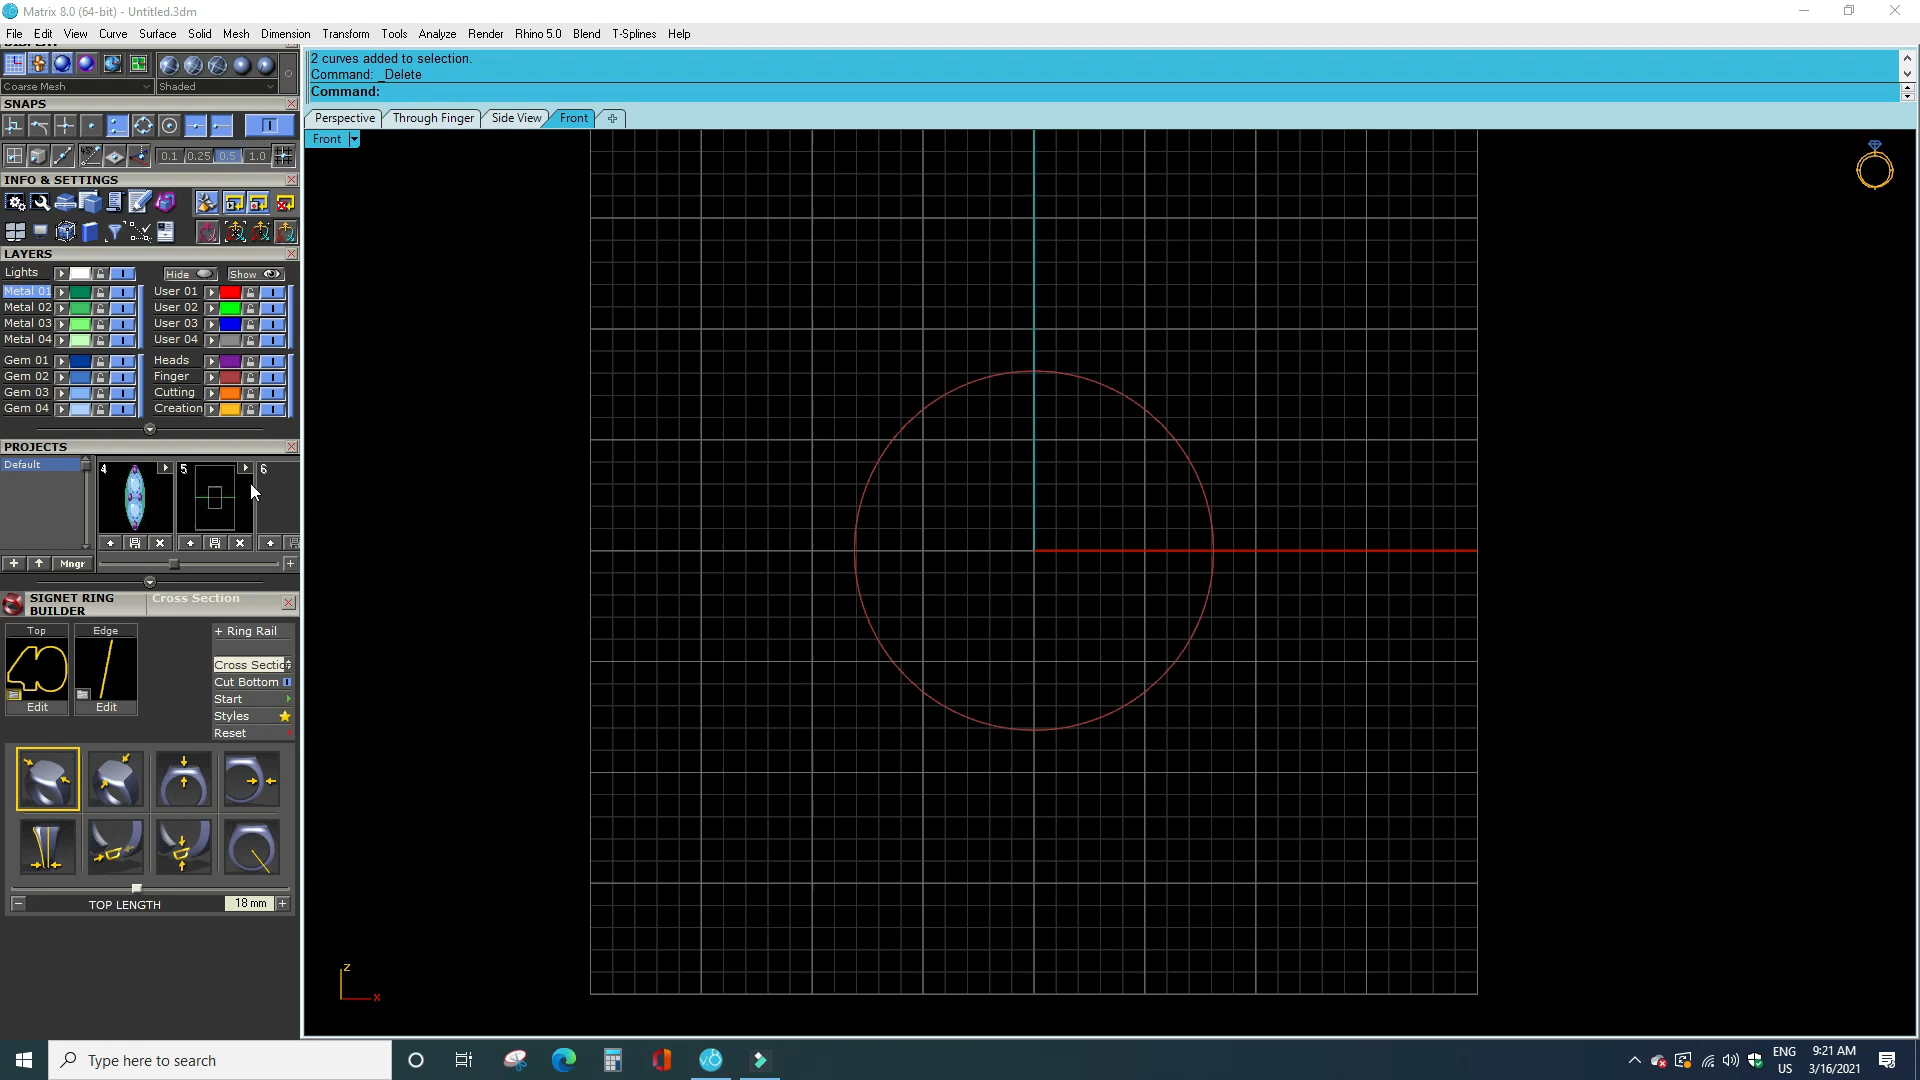 Matrix 8.0 (64-bit) - Untitled.3dm
File Edit View Curve Surface Solid Mesh Dimension Transform Tools Analyze Render Rhino 5.0 Blend T-Splines Help
2 curves added to selection.
Command: _Delete
Command:
Coarse Mesh Shaded
SNAPS
0.1 0.25 0.5 1.0
INFO & SETTINGS
LAYERS
Lights Hide Show
Metal 01 User 01
Metal 02 User 02
Metal 03 User 03
Metal 04 User 04
Gem 01 Heads
Gem 02 Finger
Gem 03 Cutting
Gem 04 Creation
PROJECTS
Default
4 5 6
+ Mngr +
SIGNET RING BUILDER Cross Section
Top Edge
Edit Edit
+ Ring Rail
Cross Sectio
Cut Bottom
Start
Styles
Reset
- TOP LENGTH 18 mm +
Perspective Through Finger Side View Front
Front
z
x
Type here to search
ENG
US
9:21 AM
3/16/2021